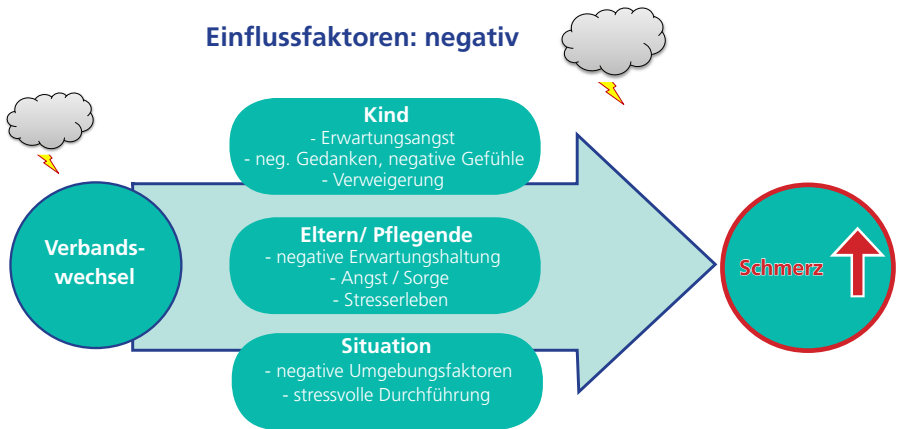 Einflussfaktoren: negativ
Kind
- Erwartungsangst
- neg. Gedanken, negative Gefühle
- Verweigerung
Verbands-
wechsel
Eltern/ Pflegende
- negative Erwartungshaltung
- Angst / Sorge
- Stresserleben
Situation
- negative Umgebungsfaktoren
- stressvolle Durchführung
Schmerz